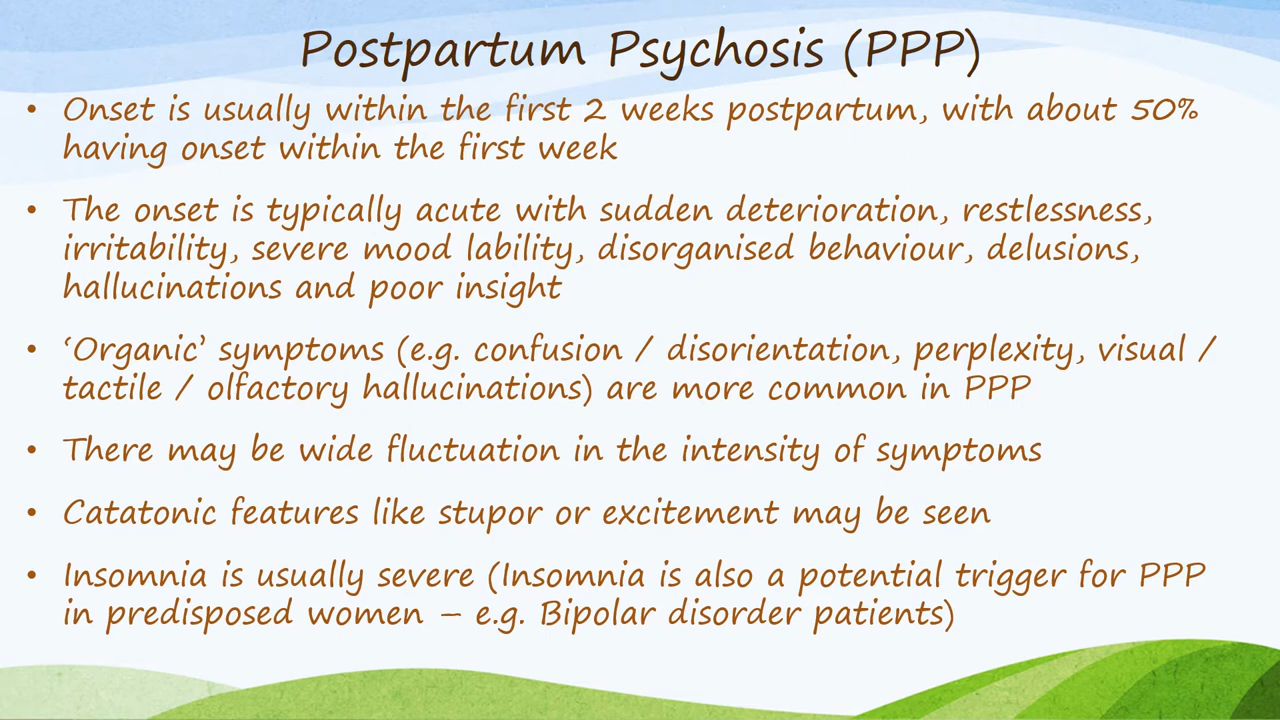 Postpartum Psychosis (PPP)
• Onset is usually within the first 2 weeks postpartum, with about 50%
having onset within the first week
• The onset is typically acute with sudden deterioration, restlessness,
irritability, severe mood lability, disorganised behaviour, delusions,
hallucinations and poor insight
• ‘Organic’ symptoms (e.g. confusion / disorientation, perplexity, visual /
tactile / olfactory hallucinations) are more common in PPP
• There may be wide fluctuation in the intensity of symptoms
• Catatonic features like stupor or excitement may be seen
• Insomnia is usually severe (Insomnia is also a potential trigger for PPP
in predisposed women – e.g. Bipolar disorder patients)